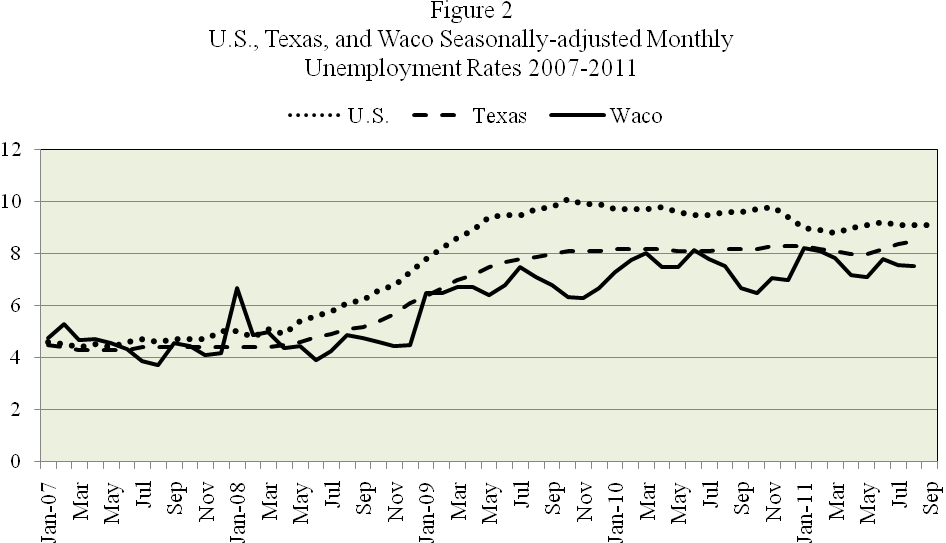 Figure 2
U.S., Texas, and Waco Seasonally-adjusted Monthly
Unemployment Rates 2007-2011
U.S. Texas Waco
12
10
8
6
4
2
0
Jan-07 Mar May Jul Sep Nov Jan-08 Mar May Jul Sep Nov Jan-09 Mar May Jul Sep Nov Jan-10 Mar May Jul Sep Nov Jan-11 Mar May Jul Sep